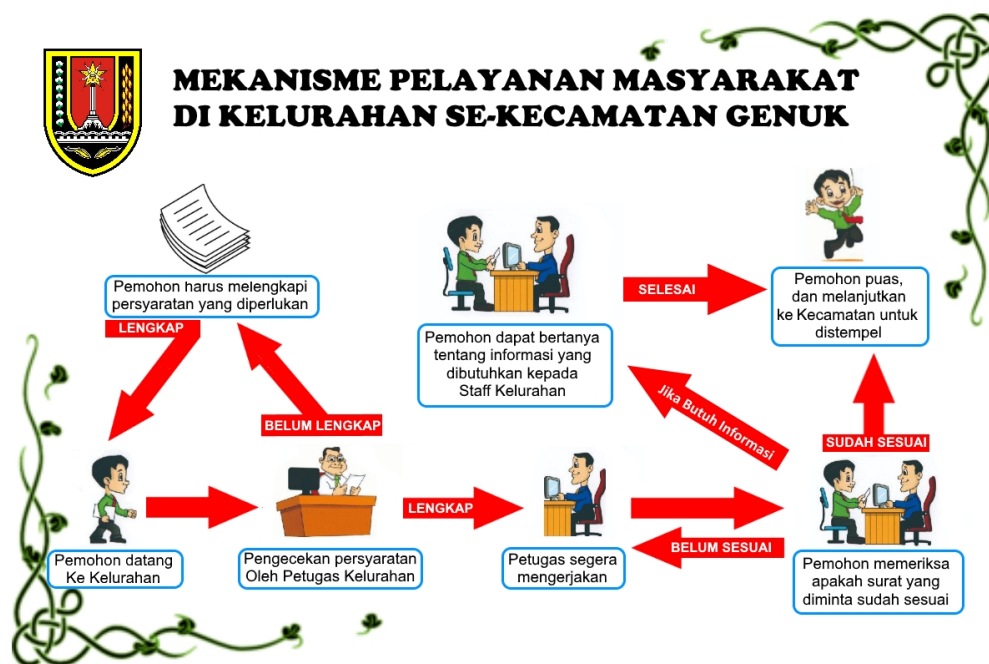 MEKANISME PELAYANAN MASYARAKAT
DI KELURAHAN SE-KECAMATAN GENUK
Pemohon harus melengkapi
persyaratan yang diperlukan
LENGKAP
BELUM LENGKAP
Pemohon datang
Ke Kelurahan
Pengecekan persyaratan
Oleh Petugas Kelurahan
LENGKAP
Petugas segera
mengerjakan
BELUM SESUAI
Pemohon memeriksa
apakah surat yang
diminta sudah sesuai
Jika Butuh Informasi
SUDAH SESUAI
Pemohon dapat bertanya
tentang informasi yang
dibutuhkan kepada
Staff Kelurahan
SELESAI
Pemohon puas,
dan melanjutkan
ke Kecamatan untuk
distempel